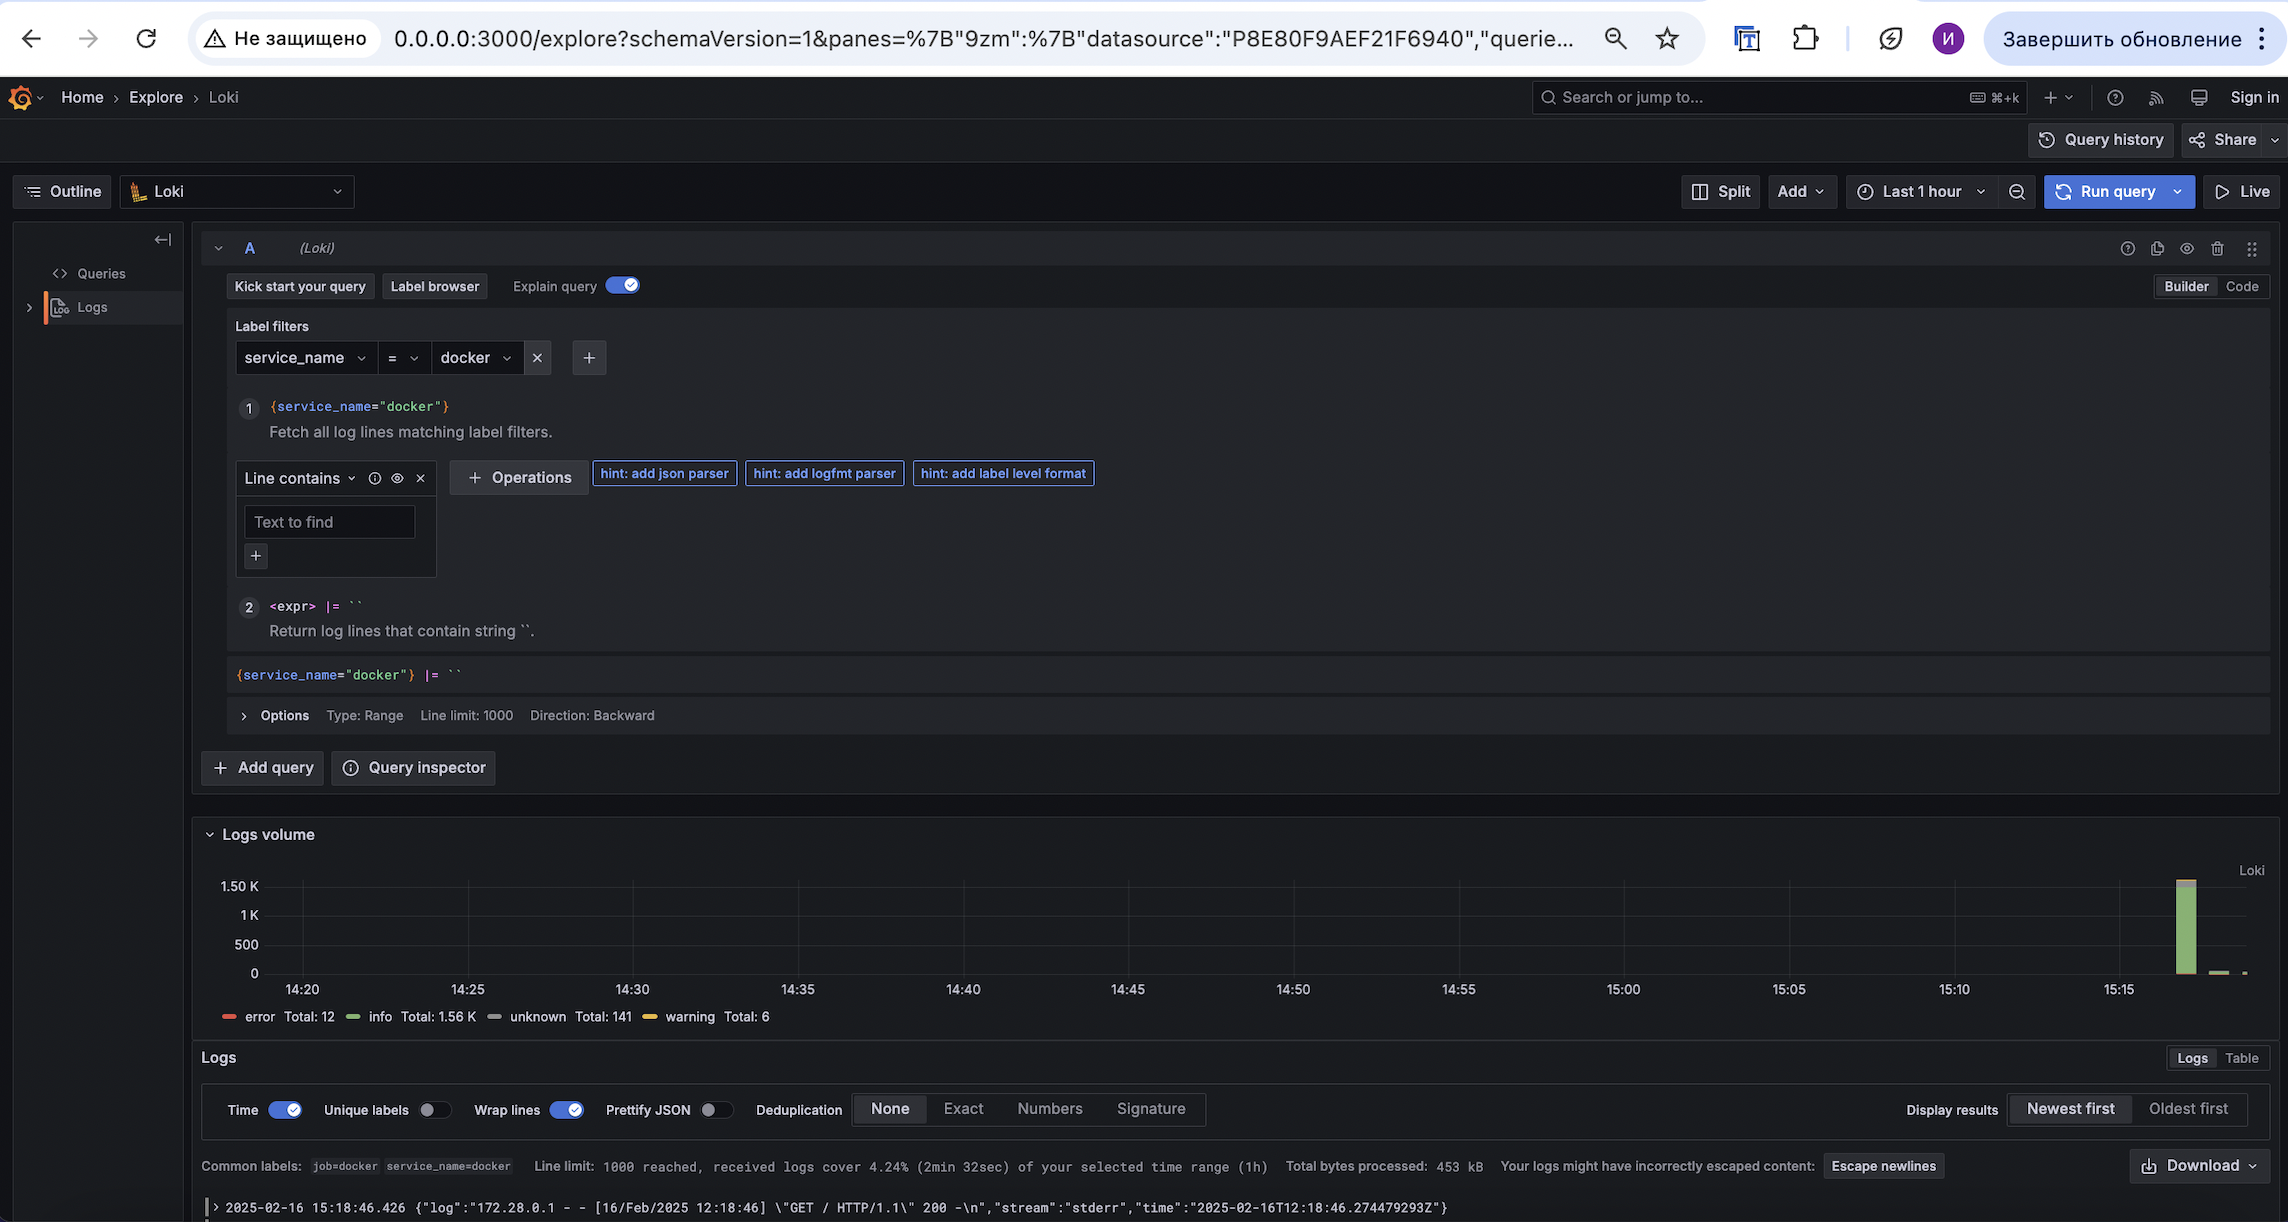 Не защищено 0.0.0.0:3000/explore?schemaVersion=1&panes=%7B"9zm":%7B"datasource":"P8E80F9AEF21F6940","querie... И Завершить обновление
Home › Explore › Loki Search or jump to... ⌘+k Sign in
Query history Share
Outline Loki Split Add Last 1 hour Run query Live
A (Loki)
Queries
Logs
Kick start your query Label browser Explain query Builder Code
Label filters
service_name = docker
1 {service_name="docker"}
Fetch all log lines matching label filters.
Line contains + Operations hint: add json parser hint: add logfmt parser hint: add label level format
Text to find
+
2 <expr> |= ``
Return log lines that contain string ``.
{service_name="docker"} |= ``
Options Type: Range Line limit: 1000 Direction: Backward
+ Add query Query inspector
Logs volume
Loki
1.50 K
1 K
500
0
14:20 14:25 14:30 14:35 14:40 14:45 14:50 14:55 15:00 15:05 15:10 15:15
error Total: 12 info Total: 1.56 K unknown Total: 141 warning Total: 6
Logs Logs Table
Time Unique labels Wrap lines Prettify JSON Deduplication None Exact Numbers Signature Display results Newest first Oldest first
Common labels: job=docker service_name=docker Line limit: 1000 reached, received logs cover 4.24% (2min 32sec) of your selected time range (1h) Total bytes processed: 453 kB Your logs might have incorrectly escaped content: Escape newlines Download
2025-02-16 15:18:46.426 {"log":"172.28.0.1 - - [16/Feb/2025 12:18:46] \"GET / HTTP/1.1\" 200 -\n","stream":"stderr","time":"2025-02-16T12:18:46.274479293Z"}